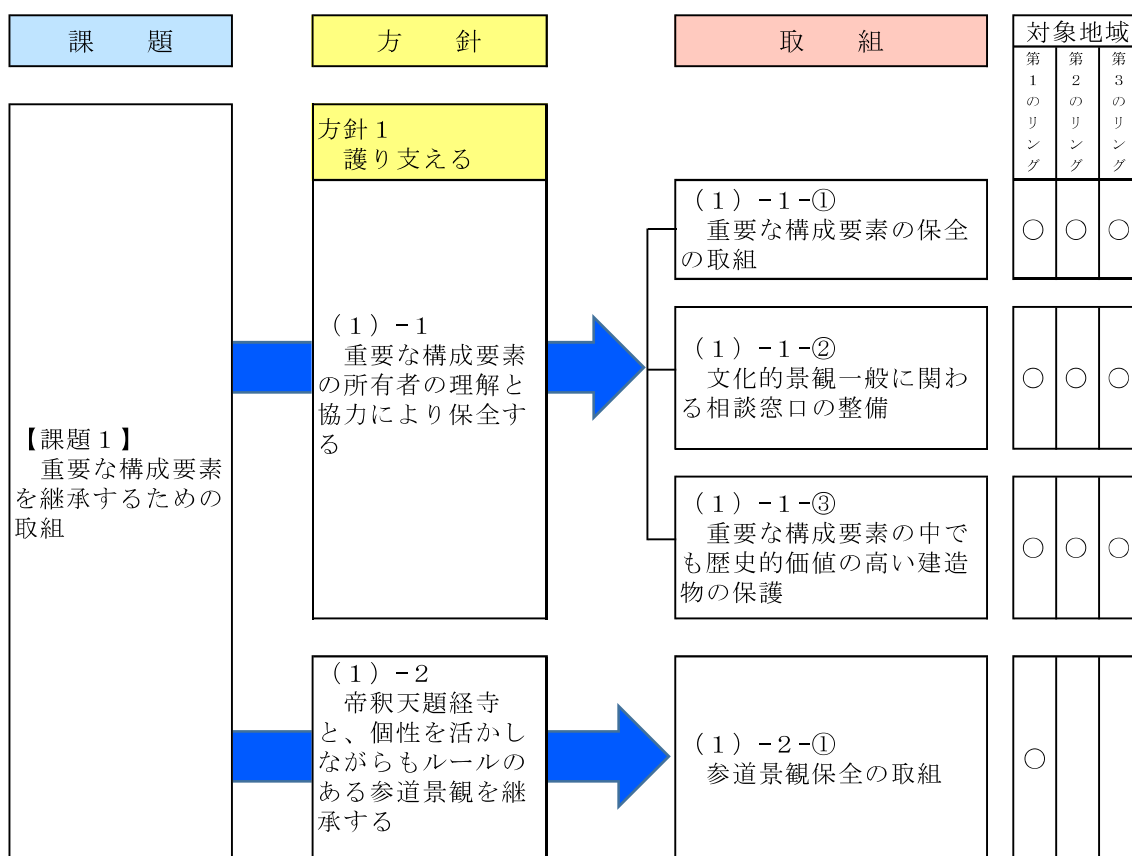 課　題
方　針
取　組
対象地域
第1のリング
第2のリング
第3のリング
【課題１】
重要な構成要素
を継承するための
取組
方針１
護り支える
（１）-１
重要な構成要素
の所有者の理解と
協力により保全す
る
（１）-１-①
重要な構成要素の保全
の取組
○ ○ ○
（１）-１-②
文化的景観一般に関わ
る相談窓口の整備
○ ○ ○
（１）-１-③
重要な構成要素の中で
も歴史的価値の高い建造
物の保護
○ ○ ○
（１）-２
帝釈天題経寺
と、個性を活かし
ながらもルールの
ある参道景観を継
承する
（１）-２-①
参道景観保全の取組
○